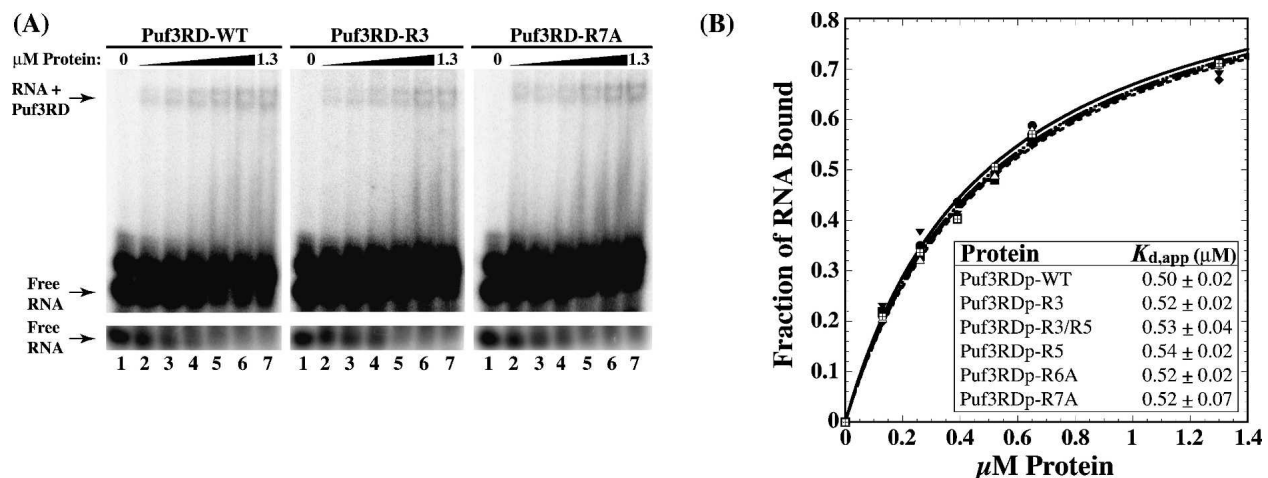 (A)
Puf3RD-WT Puf3RD-R3 Puf3RD-R7A
μM Protein: 0 1.3 0 1.3 0 1.3
RNA +
Puf3RD
Free
RNA
Free
RNA
1 2 3 4 5 6 7 1 2 3 4 5 6 7 1 2 3 4 5 6 7
(B)
Fraction of RNA Bound
0.8
0.7
0.6
0.5
0.4
0.3
0.2
0.1
0
Protein Kd,app (μM)
Puf3RDp-WT 0.50 ± 0.02
Puf3RDp-R3 0.52 ± 0.02
Puf3RDp-R3/R5 0.53 ± 0.04
Puf3RDp-R5 0.54 ± 0.02
Puf3RDp-R6A 0.52 ± 0.02
Puf3RDp-R7A 0.52 ± 0.07
0 0.2 0.4 0.6 0.8 1 1.2 1.4
μM Protein